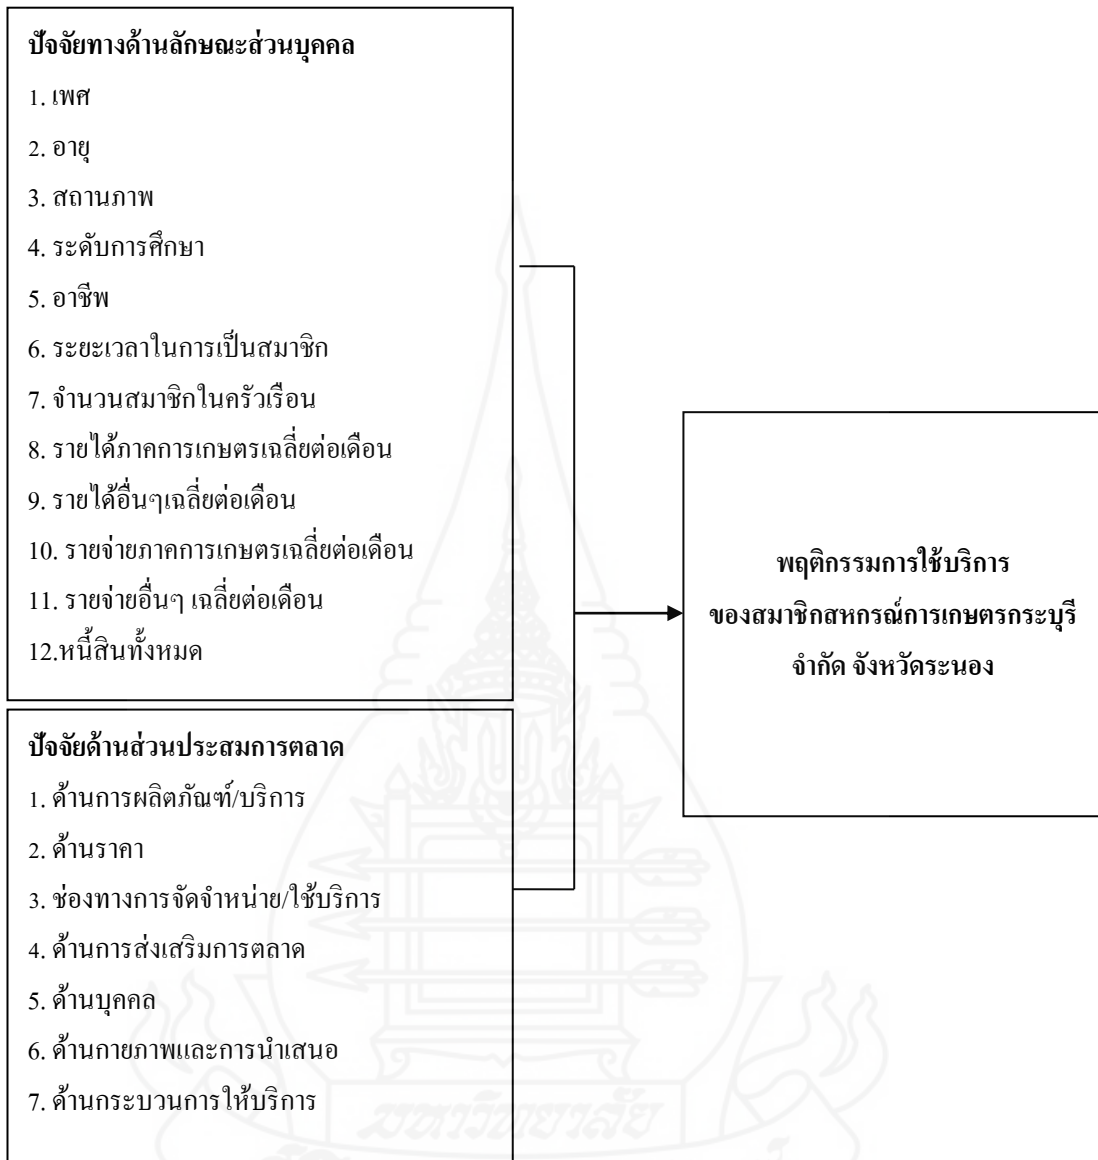 ปัจจัยทางด้านลักษณะส่วนบุคคล
1. เพศ
2. อายุ
3. สถานภาพ
4. ระดับการศึกษา
5. อาชีพ
6. ระยะเวลาในการเป็นสมาชิก
7. จำนวนสมาชิกในครัวเรือน
8. รายได้ภาคการเกษตรเฉลี่ยต่อเดือน
9. รายได้อื่นๆเฉลี่ยต่อเดือน
10. รายจ่ายภาคการเกษตรเฉลี่ยต่อเดือน
11. รายจ่ายอื่นๆ เฉลี่ยต่อเดือน
12.หนี้สินทั้งหมด
ปัจจัยด้านส่วนประสมการตลาด
1. ด้านการผลิตภัณฑ์/บริการ
2. ด้านราคา
3. ช่องทางการจัดจำหน่าย/ใช้บริการ
4. ด้านการส่งเสริมการตลาด
5. ด้านบุคคล
6. ด้านกายภาพและการนำเสนอ
7. ด้านกระบวนการให้บริการ
พฤติกรรมการใช้บริการ
ของสมาชิกสหกรณ์การเกษตรกระบุรี
จำกัด จังหวัดระนอง
มหาวิทยาลัย